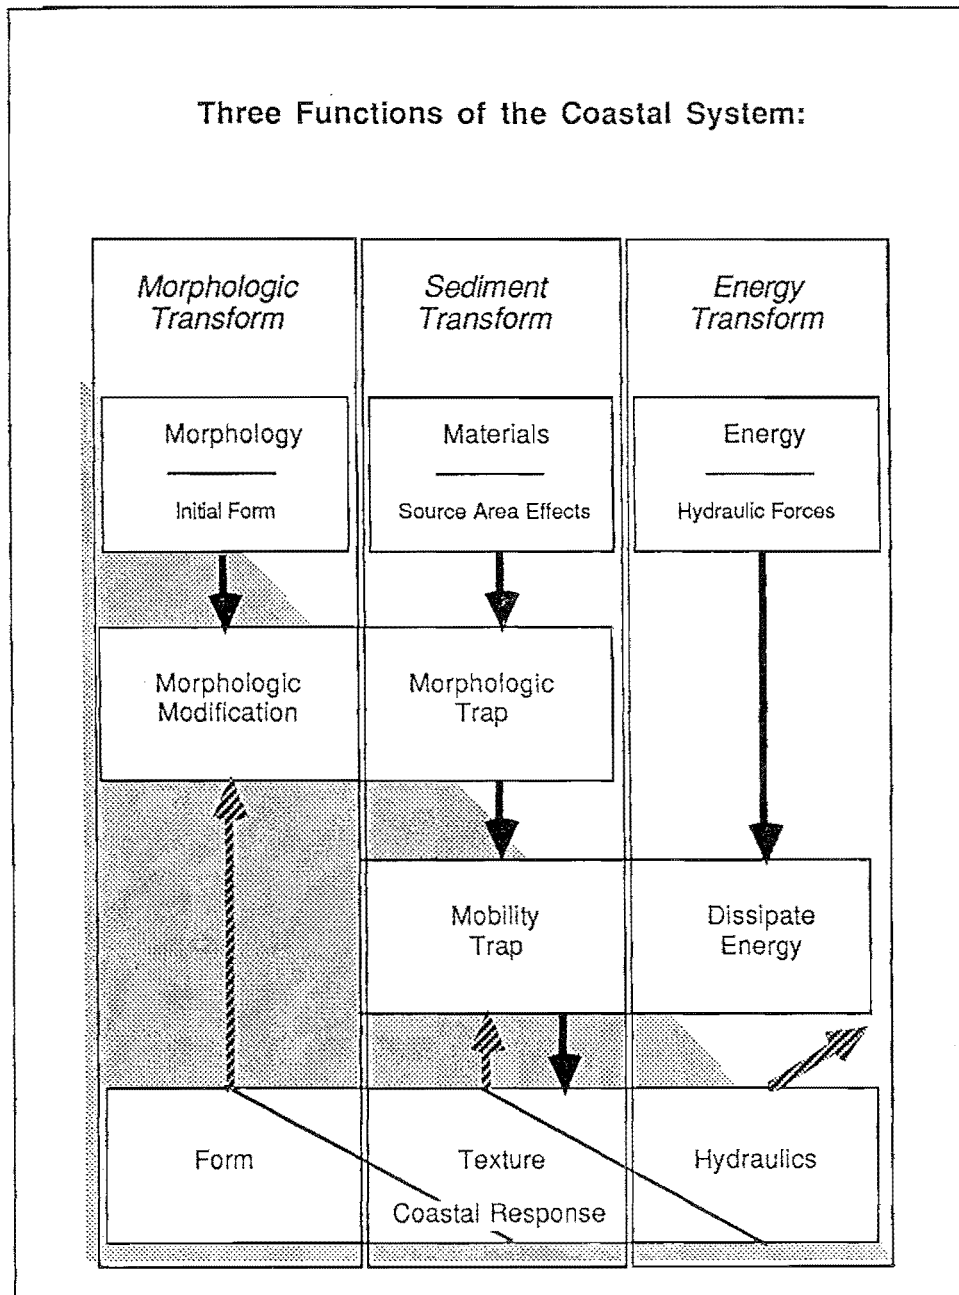 Three Functions of the Coastal System:
Morphologic
Transform
Sediment
Transform
Energy
Transform
Morphology
Initial Form
Materials
Source Area Effects
Energy
Hydraulic Forces
Morphologic
Modification
Morphologic
Trap
Mobility
Trap
Dissipate
Energy
Form
Texture
Hydraulics
Coastal Response